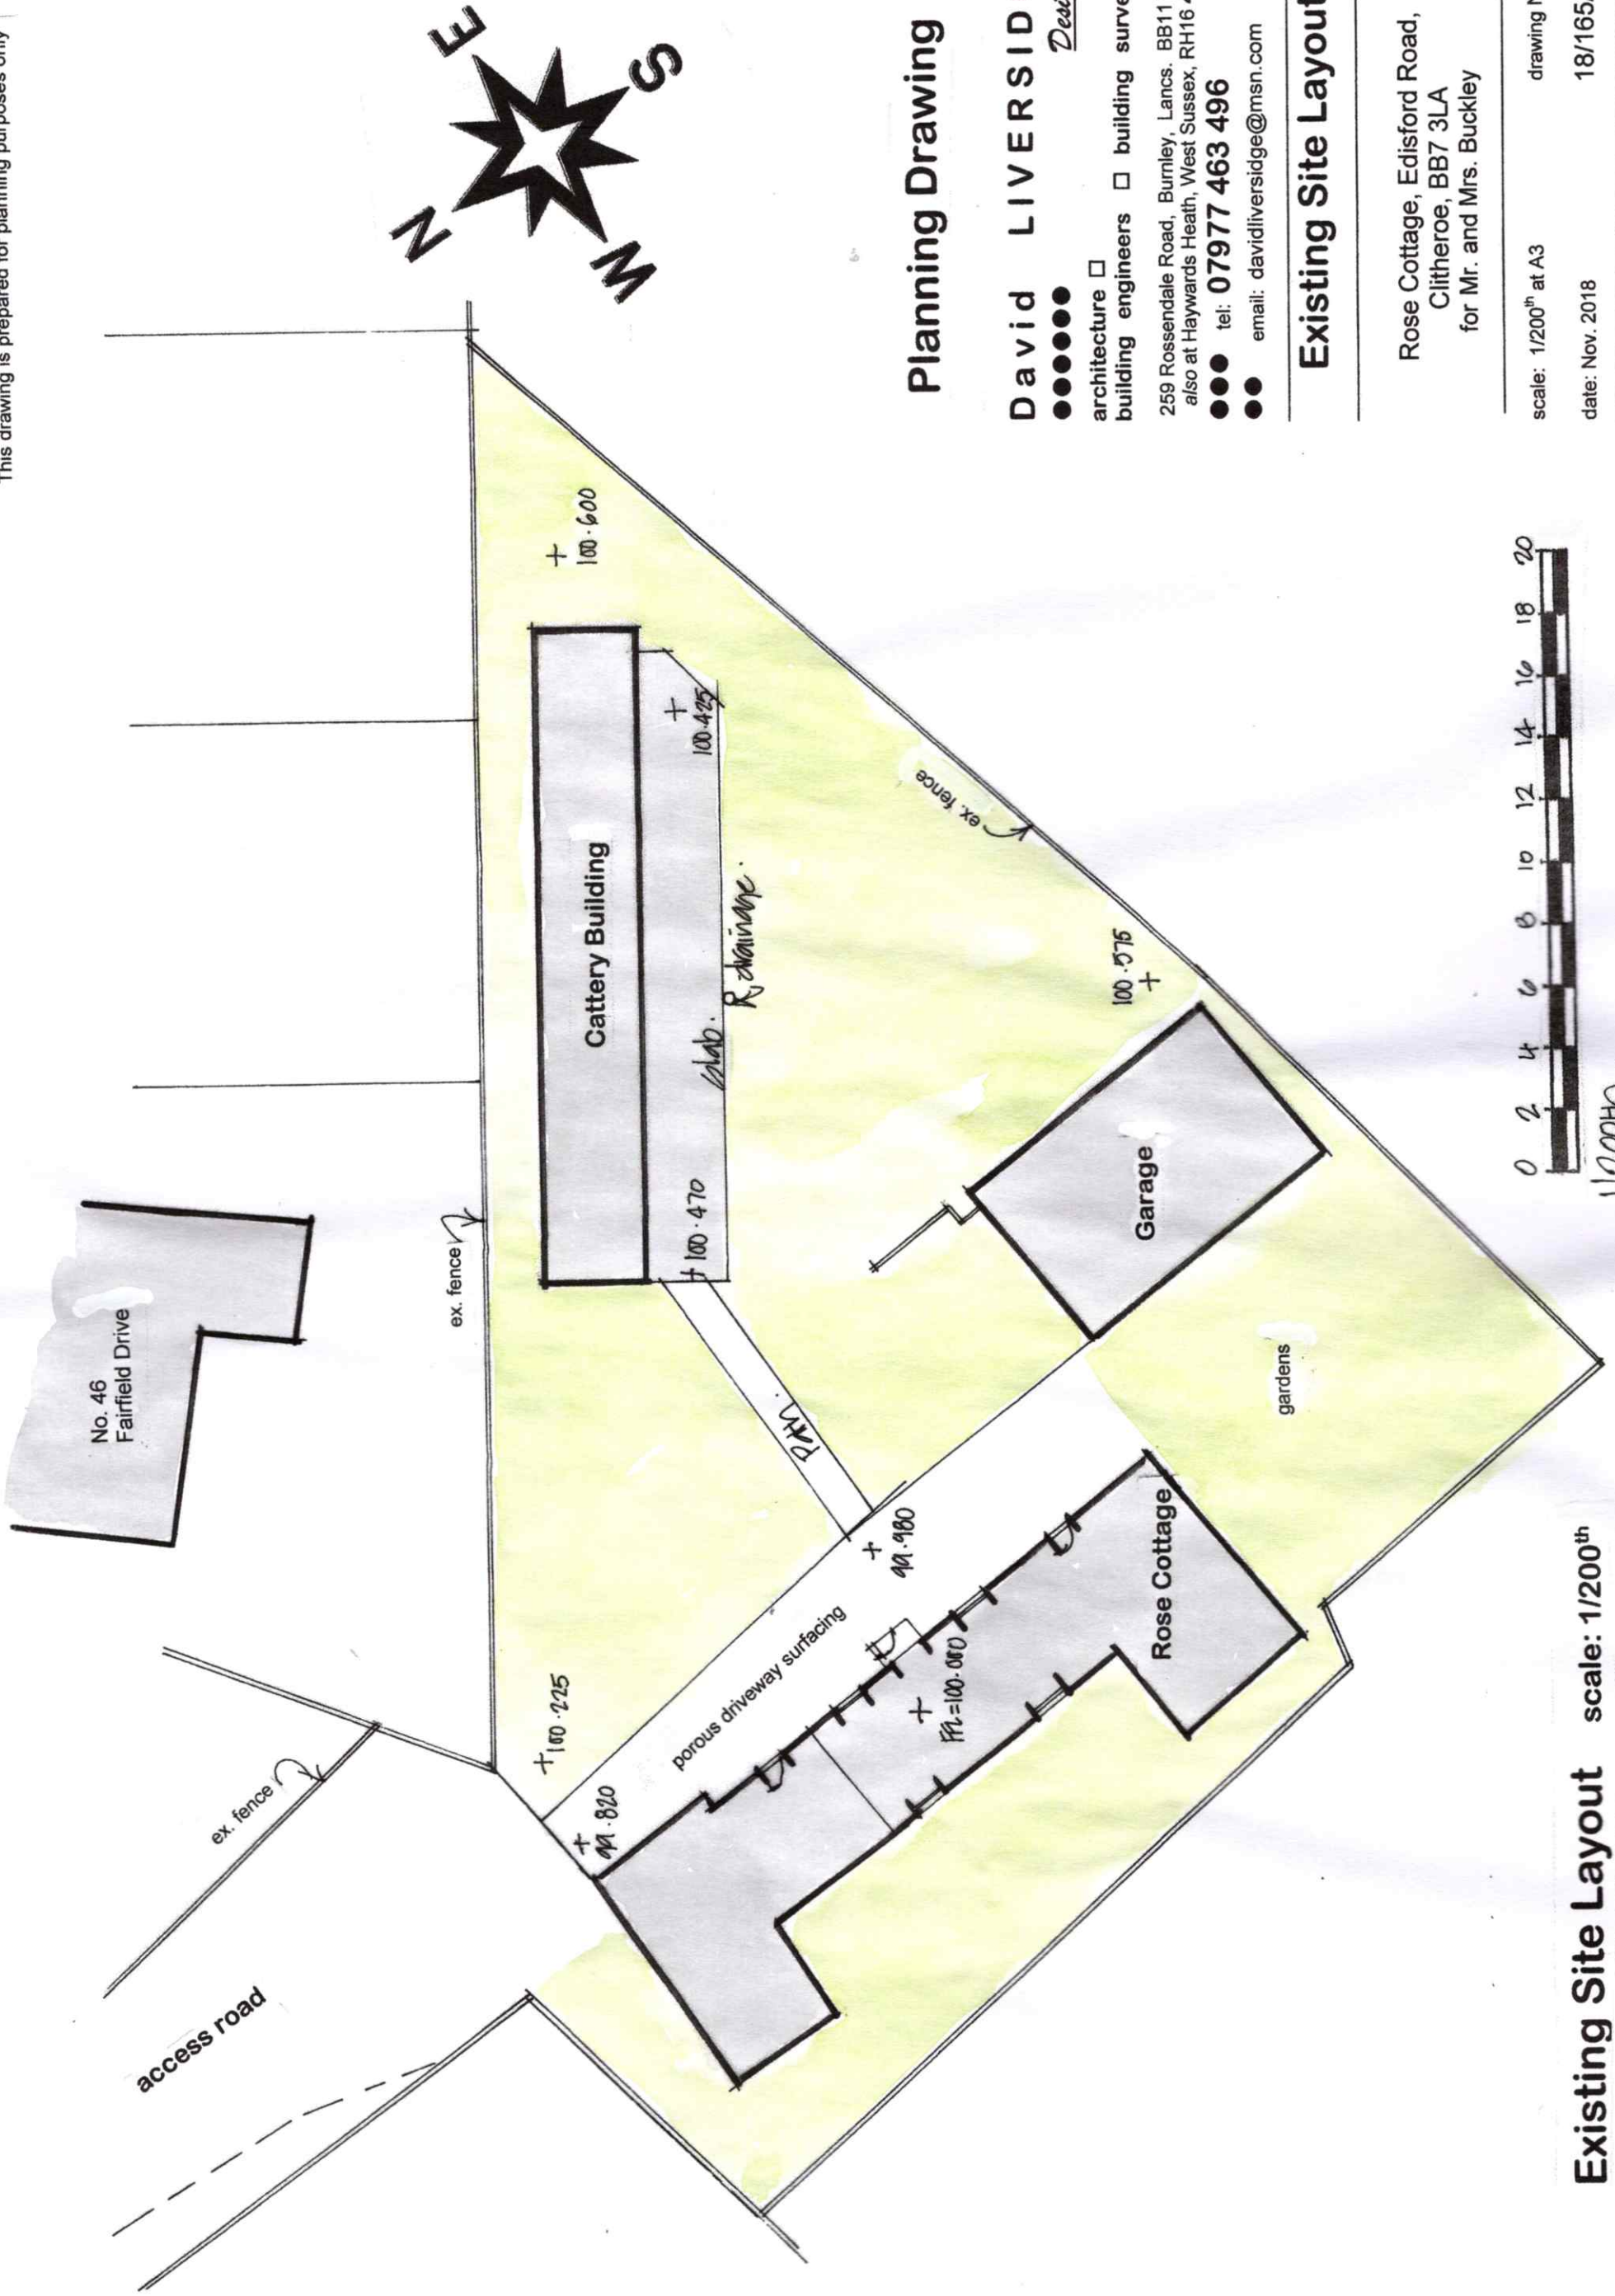 This drawing is prepared for planning purposes only
N
E
S
W
access road
ex. fence
No. 46
Fairfield Drive
ex. fence
Cattery Building
100.600
100.425
100.470
slab.
drainage.
ex. fence
100.575
Garage
gardens
path.
+100.225
99.820
99.980
porous driveway surfacing
FFL=100.000
Rose Cottage
Existing Site Layout scale: 1/200th
0 2 4 6 8 10 12 14 16 18 20
Planning Drawing
David LIVERSID
architecture
building engineers □ building surve
259 Rossendale Road, Burnley, Lancs. BB11
also at Haywards Heath, West Sussex, RH16
tel: 07977 463 496
email: davidliversidge@msn.com
Existing Site Layout
Rose Cottage, Edisford Road,
Clitheroe, BB7 3LA
for Mr. and Mrs. Buckley
scale: 1/200th at A3 drawing
date: Nov. 2018 18/165